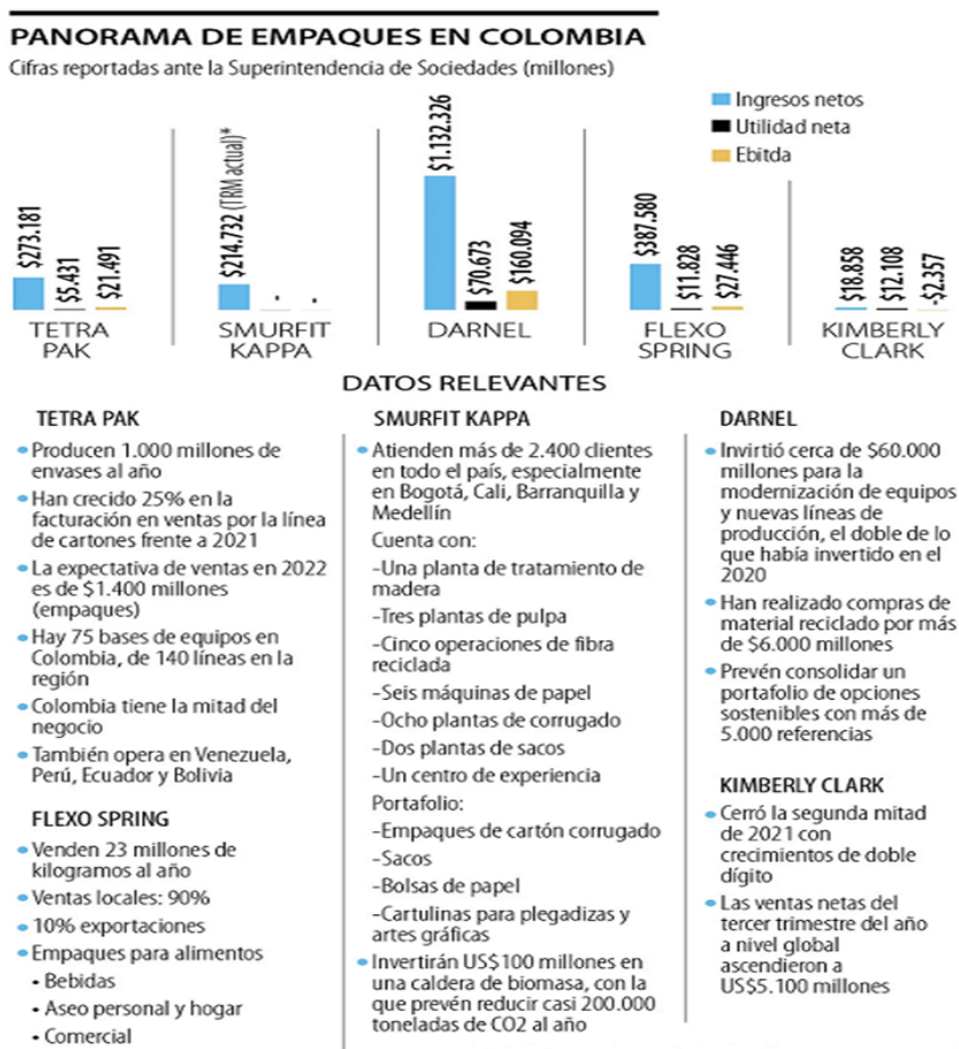 PANORAMA DE EMPAQUES EN COLOMBIA
Cifras reportadas ante la Superintendencia de Sociedades (millones)
Ingresos netos
Utilidad neta
Ebitda
$273.181
$5.431
$21.491
TETRA
PAK
$214.732 (TRM actual)*
-
-
SMURFIT
KAPPA
$1.132.326
$70.673
$160.094
DARNEL
$387.580
$11.828
$27.446
FLEXO
SPRING
$18.858
$12.108
-$2.357
KIMBERLY
CLARK
DATOS RELEVANTES
TETRA PAK
• Producen 1.000 millones de
envases al año
• Han crecido 25% en la
facturación en ventas por la línea
de cartones frente a 2021
• La expectativa de ventas en 2022
es de $1.400 millones
(empaques)
• Hay 75 bases de equipos en
Colombia, de 140 líneas en la
región
• Colombia tiene la mitad del
negocio
• También opera en Venezuela,
Perú, Ecuador y Bolivia
FLEXO SPRING
• Venden 23 millones de
kilogramos al año
• Ventas locales: 90%
• 10% exportaciones
• Empaques para alimentos
• Bebidas
• Aseo personal y hogar
• Comercial
SMURFIT KAPPA
• Atienden más de 2.400 clientes
en todo el país, especialmente
en Bogotá, Cali, Barranquilla y
Medellín
Cuenta con:
-Una planta de tratamiento de
madera
-Tres plantas de pulpa
-Cinco operaciones de fibra
reciclada
-Seis máquinas de papel
-Ocho plantas de corrugado
-Dos plantas de sacos
-Un centro de experiencia
Portafolio:
-Empaques de cartón corrugado
-Sacos
-Bolsas de papel
-Cartulinas para plegadizas y
artes gráficas
• Invertirán US$100 millones en
una caldera de biomasa, con la
que prevén reducir casi 200.000
toneladas de CO2 al año
DARNEL
• Invirtió cerca de $60.000
millones para la
modernización de equipos
y nuevas líneas de
producción, el doble de lo
que había invertido en el
2020
• Han realizado compras de
material reciclado por más
de $6.000 millones
• Prevén consolidar un
portafolio de opciones
sostenibles con más de
5.000 referencias
KIMBERLY CLARK
• Cerró la segunda mitad
de 2021 con
crecimientos de doble
dígito
• Las ventas netas del
tercer trimestre del año
a nivel global
ascendieron a
US$5.100 millones